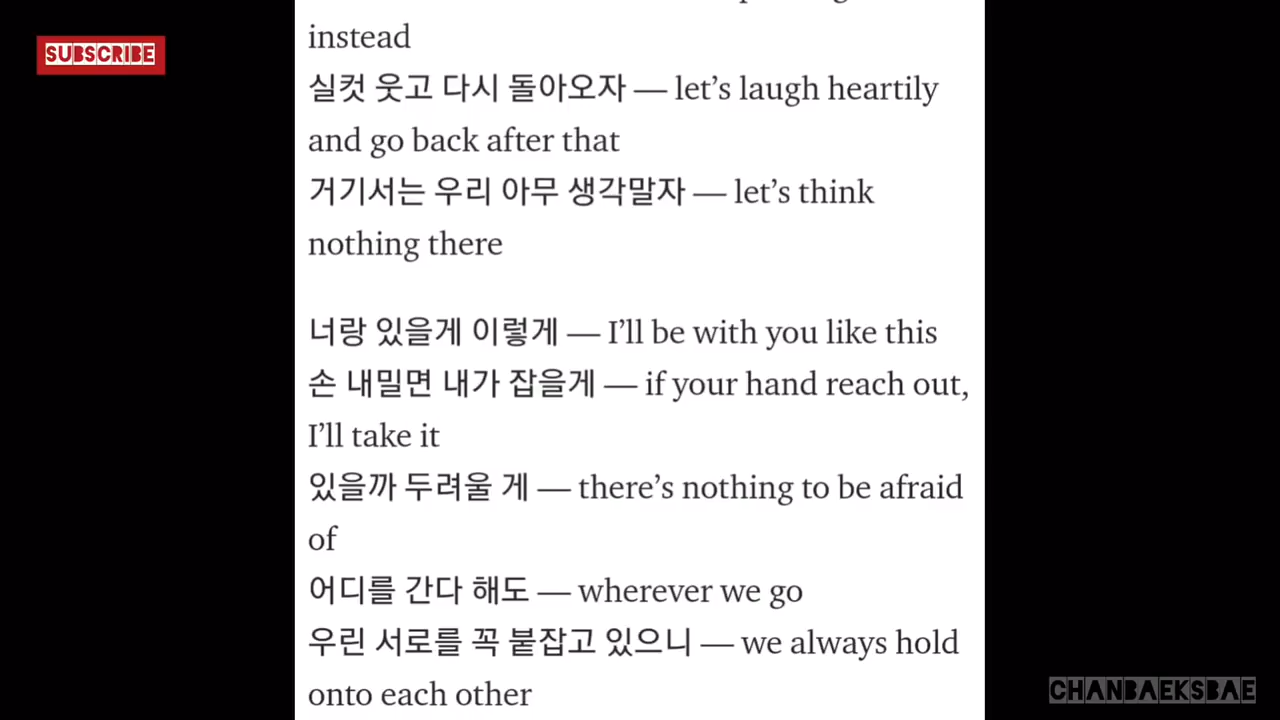 SUBSCRIBE
instead
실컷 웃고 다시 돌아오자 — let’s laugh heartily
and go back after that
거기서는 우리 아무 생각말자 — let’s think
nothing there
너랑 있을게 이렇게 — I’ll be with you like this
손 내밀면 내가 잡을게 — if your hand reach out,
I’ll take it
있을까 두려울 게 — there’s nothing to be afraid
of
어디를 간다 해도 — wherever we go
우린 서로를 꼭 붙잡고 있으니 — we always hold
onto each other
CHANBAEKSBAE